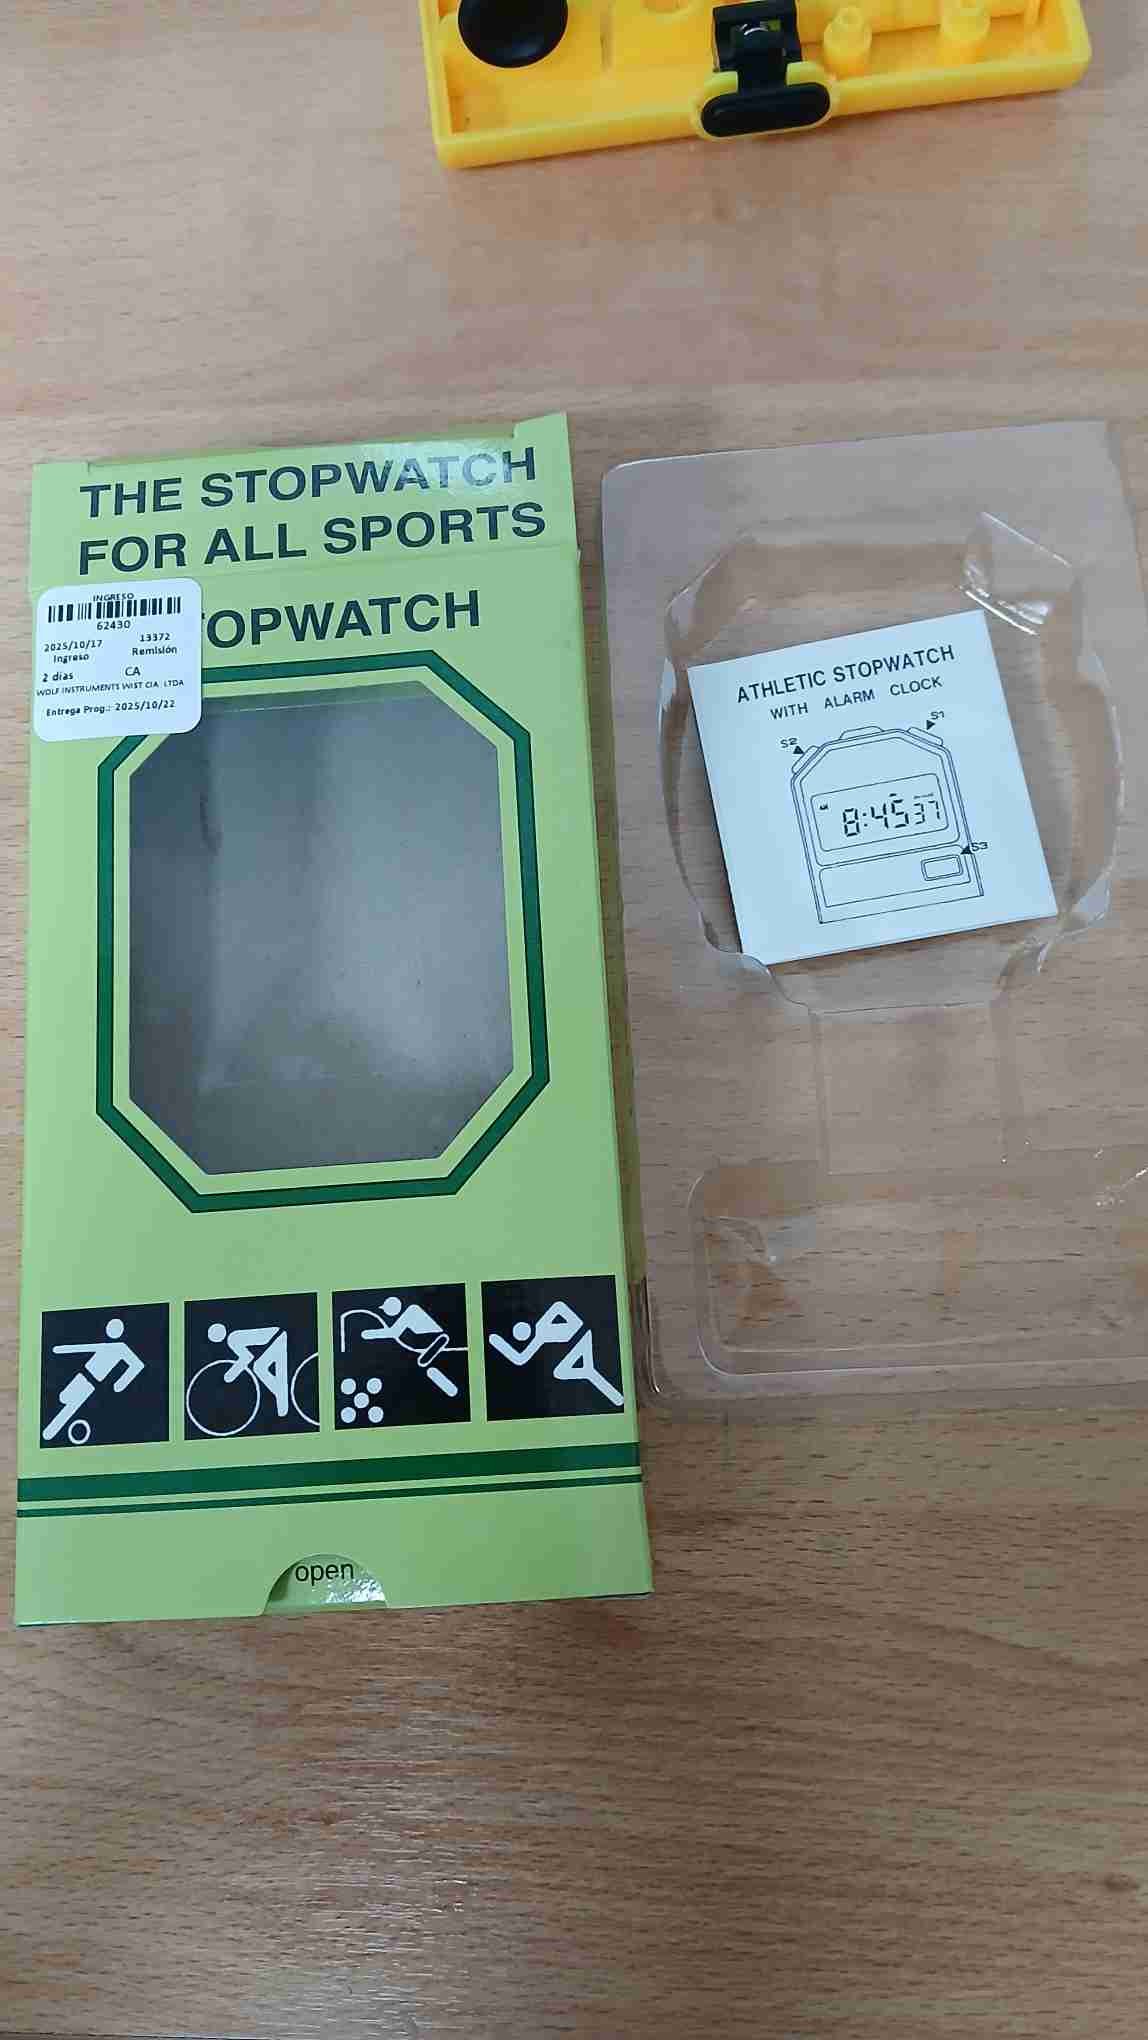 THE STOPWATCH
FOR ALL SPORTS
INGRESO
62430
2025/10/17 13372
Ingreso Remisión
2 días CA
WOLF INSTRUMENTS WIST CIA. LTDA
Entrega Prog.: 2025/10/22
TOPWATCH
open
ATHLETIC STOPWATCH
WITH ALARM CLOCK
S2
S1
8:45 37
S3